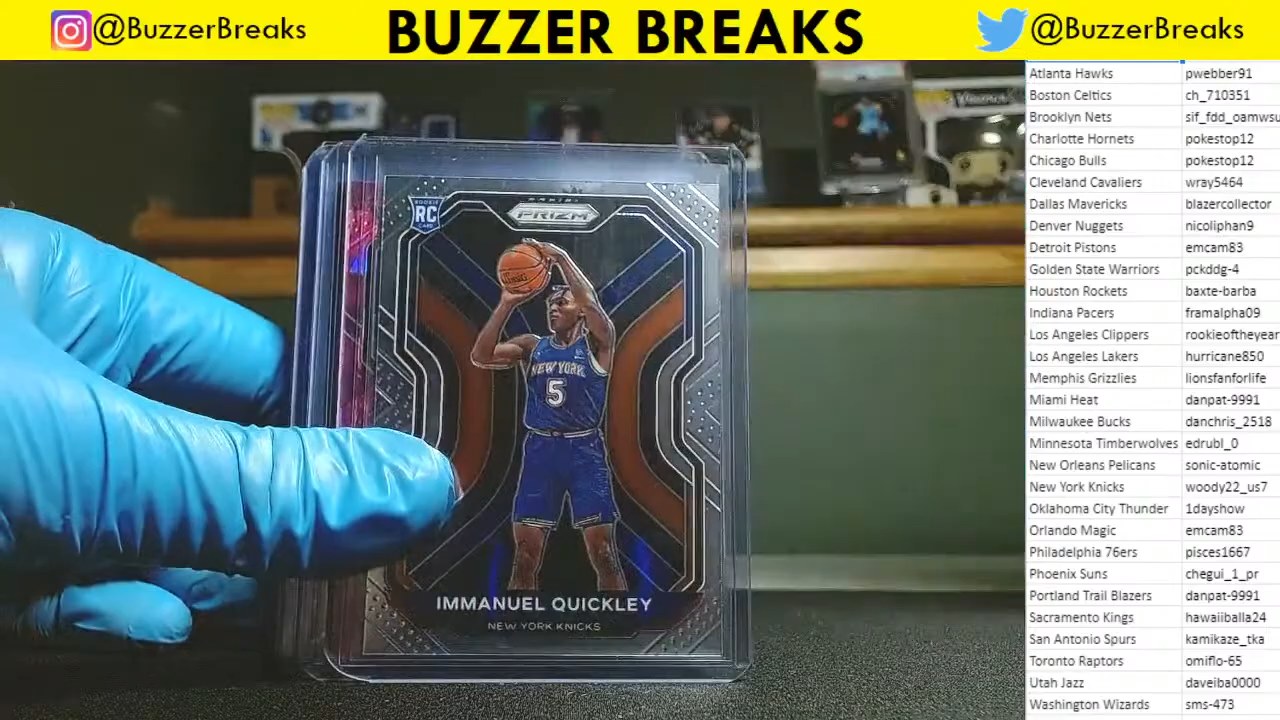 @BuzzerBreaks
BUZZER BREAKS
@BuzzerBreaks
Atlanta Hawks pwebber91
Boston Celtics ch_710351
Brooklyn Nets sif_fdd_oamwsu
Charlotte Hornets pokestop12
Chicago Bulls pokestop12
Cleveland Cavaliers wray5464
Dallas Mavericks blazercollector
Denver Nuggets nicoliphan9
Detroit Pistons emcam83
Golden State Warriors pckddg-4
Houston Rockets baxte-barba
Indiana Pacers framalpha09
Los Angeles Clippers rookieoftheyear
Los Angeles Lakers hurricane850
Memphis Grizzlies lionsfanforlife
Miami Heat danpat-9991
Milwaukee Bucks danchris_2518
Minnesota Timberwolves edrubl_0
New Orleans Pelicans sonic-atomic
New York Knicks woody22_us7
Oklahoma City Thunder 1dayshow
Orlando Magic emcam83
Philadelphia 76ers pisces1667
Phoenix Suns chegui_1_pr
Portland Trail Blazers danpat-9991
Sacramento Kings hawaiiballa24
San Antonio Spurs kamikaze_tka
Toronto Raptors omiflo-65
Utah Jazz daveiba0000
Washington Wizards sms-473
ROOKIE
RC
CARD
PANINI
PRIZM
NEW YORK
5
IMMANUEL QUICKLEY
NEW YORK KNICKS